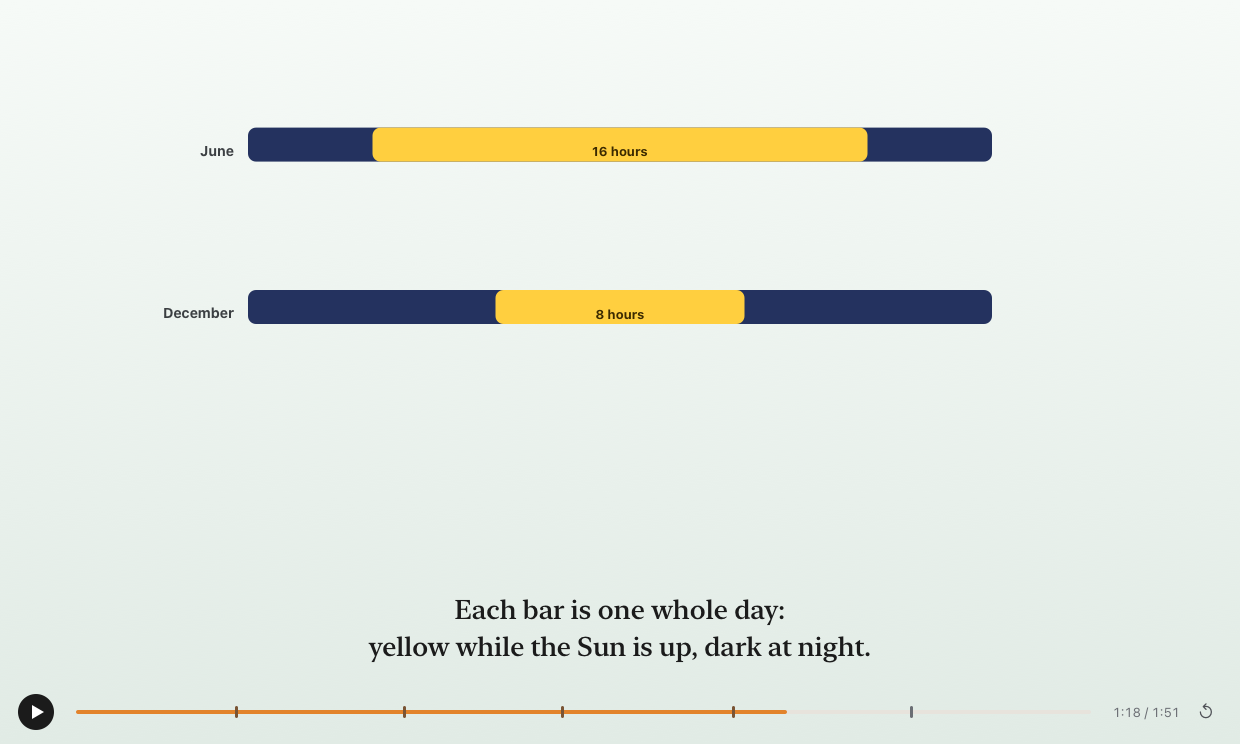 June
16 hours
December
8 hours
Each bar is one whole day:
yellow while the Sun is up, dark at night.
1:18 / 1:51